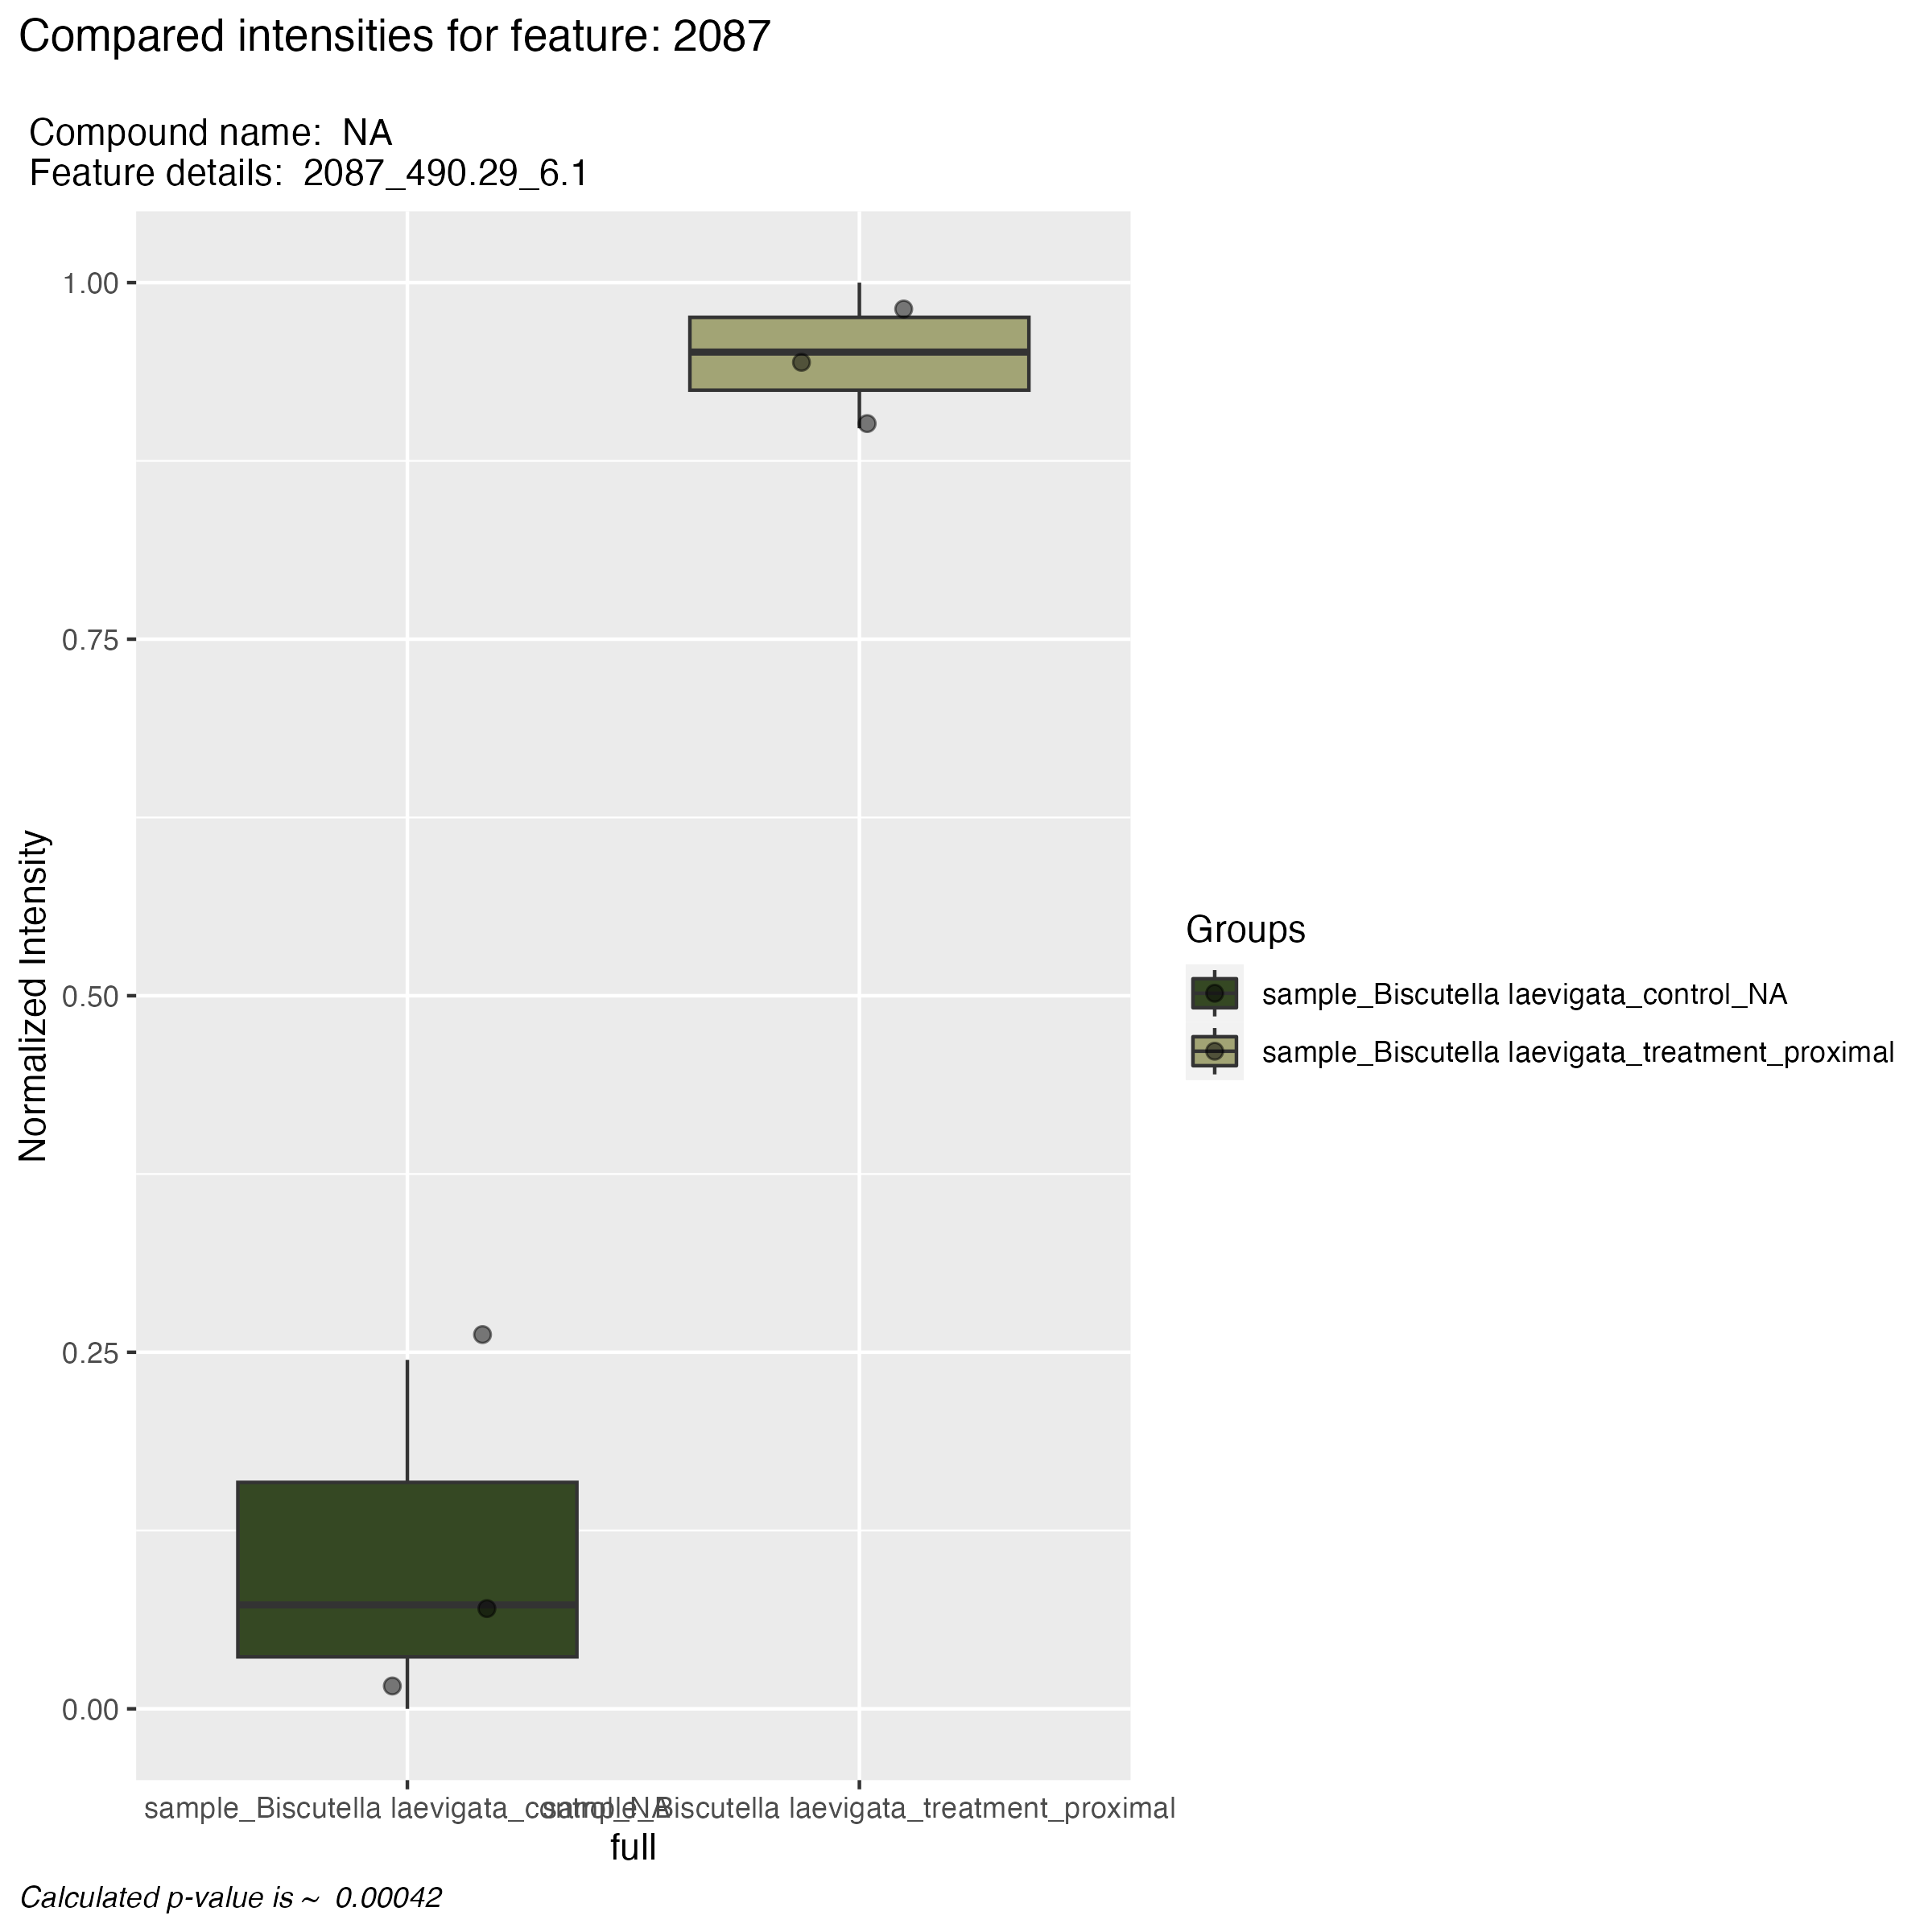 Compared intensities for feature: 2087
Compound name:  NA
Feature details:  2087_490.29_6.1
1.00
0.75
0.50
0.25
0.00
Normalized Intensity
Groups
sample_Biscutella laevigata_control_NA
sample_Biscutella laevigata_treatment_proximal
sample_Biscutella laevigata_control_NA
sample_Biscutella laevigata_treatment_proximal
full
Calculated p-value is ~  0.00042